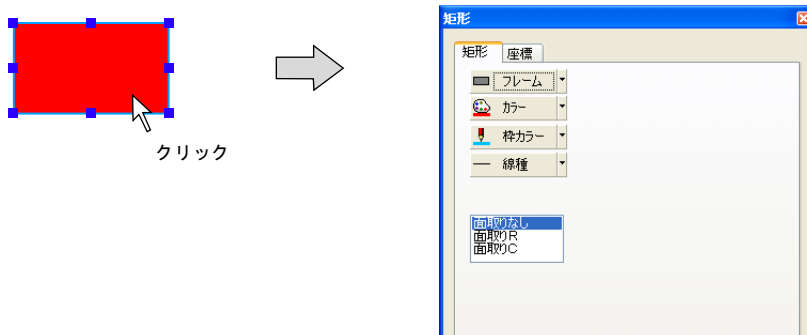 クリック
矩形
矩形 座標
フレーム
カラー
枠カラー
線種
面取りなし
面取りR
面取りC